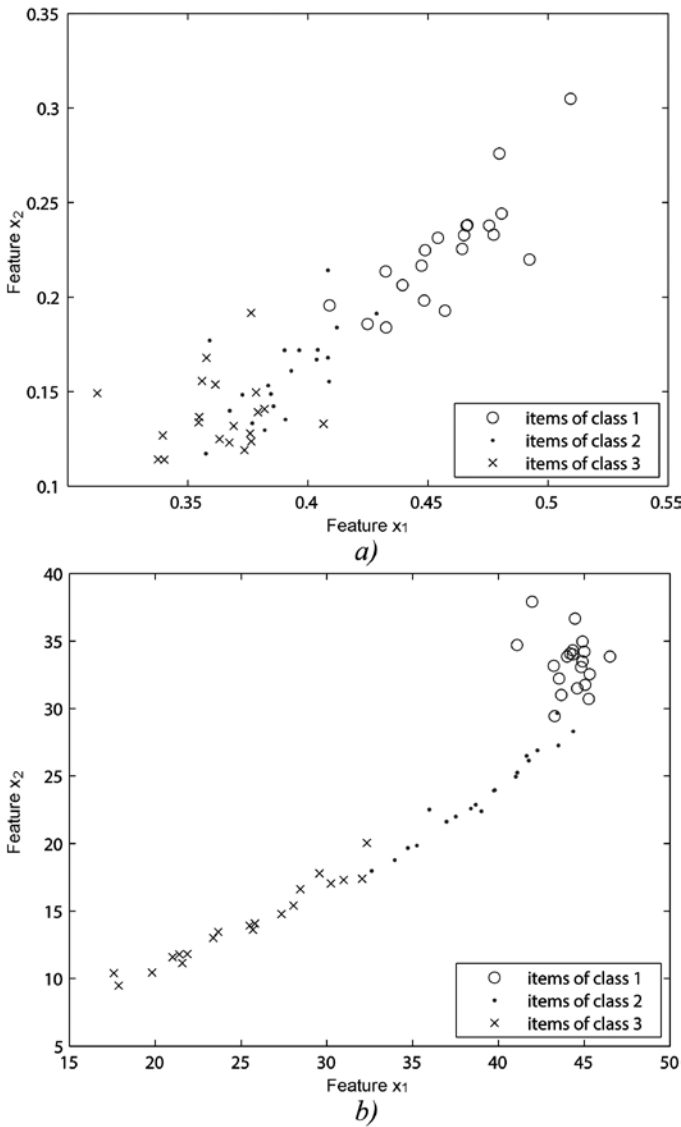 0.35
0.3
0.25
Feature x₂
0.2
0.15
0.1
items of class 1
items of class 2
items of class 3
0.35 0.4 0.45 0.5 0.55
Feature x₁
a)
40
35
30
25
Feature x₂
20
15
10
5
items of class 1
items of class 2
items of class 3
15 20 25 30 35 40 45 50
Feature x₁
b)